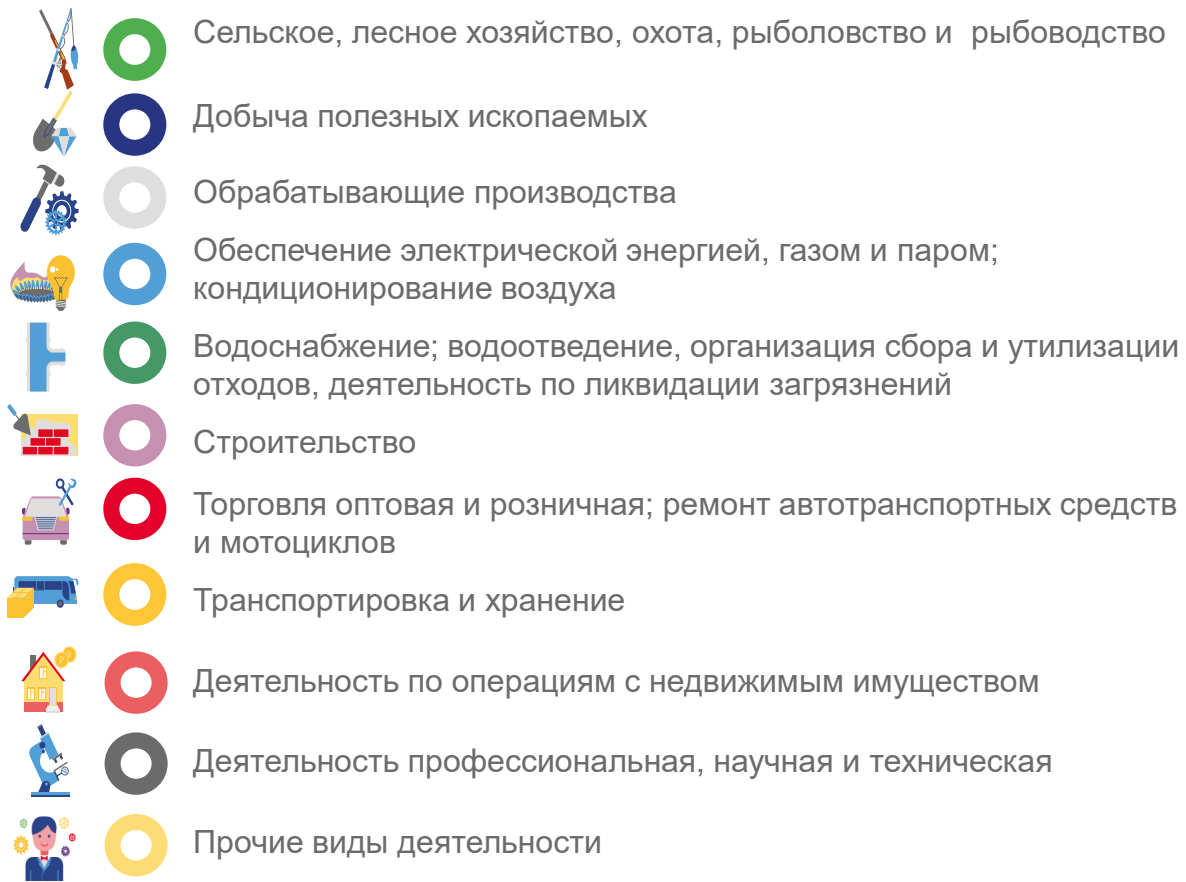 Сельское, лесное хозяйство, охота, рыболовство и рыбоводство
Добыча полезных ископаемых
Обрабатывающие производства
Обеспечение электрической энергией, газом и паром;
кондиционирование воздуха
Водоснабжение; водоотведение, организация сбора и утилизации
отходов, деятельность по ликвидации загрязнений
Строительство
Торговля оптовая и розничная; ремонт автотранспортных средств
и мотоциклов
Транспортировка и хранение
Деятельность по операциям с недвижимым имуществом
Деятельность профессиональная, научная и техническая
Прочие виды деятельности